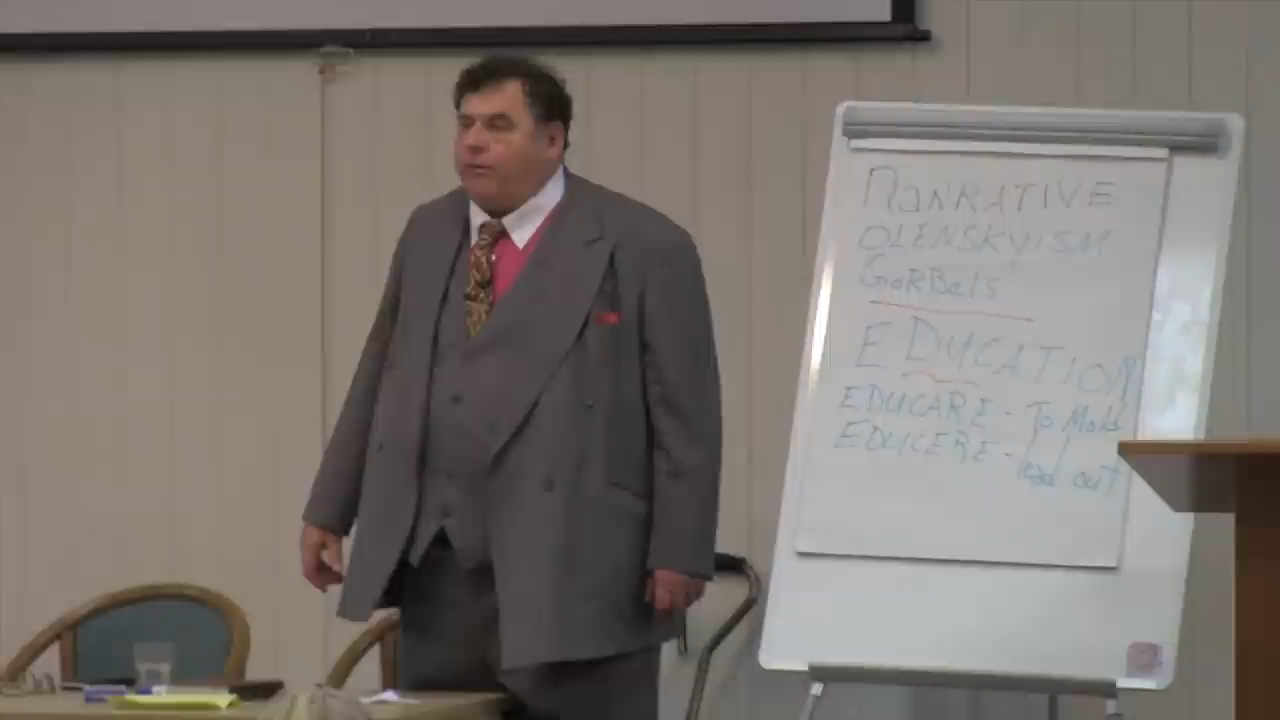 NARRATIVE
OLENSKYISM
GoRBels
EDUCATION
EDUCARE - To Mold
EDUCERE - lead out